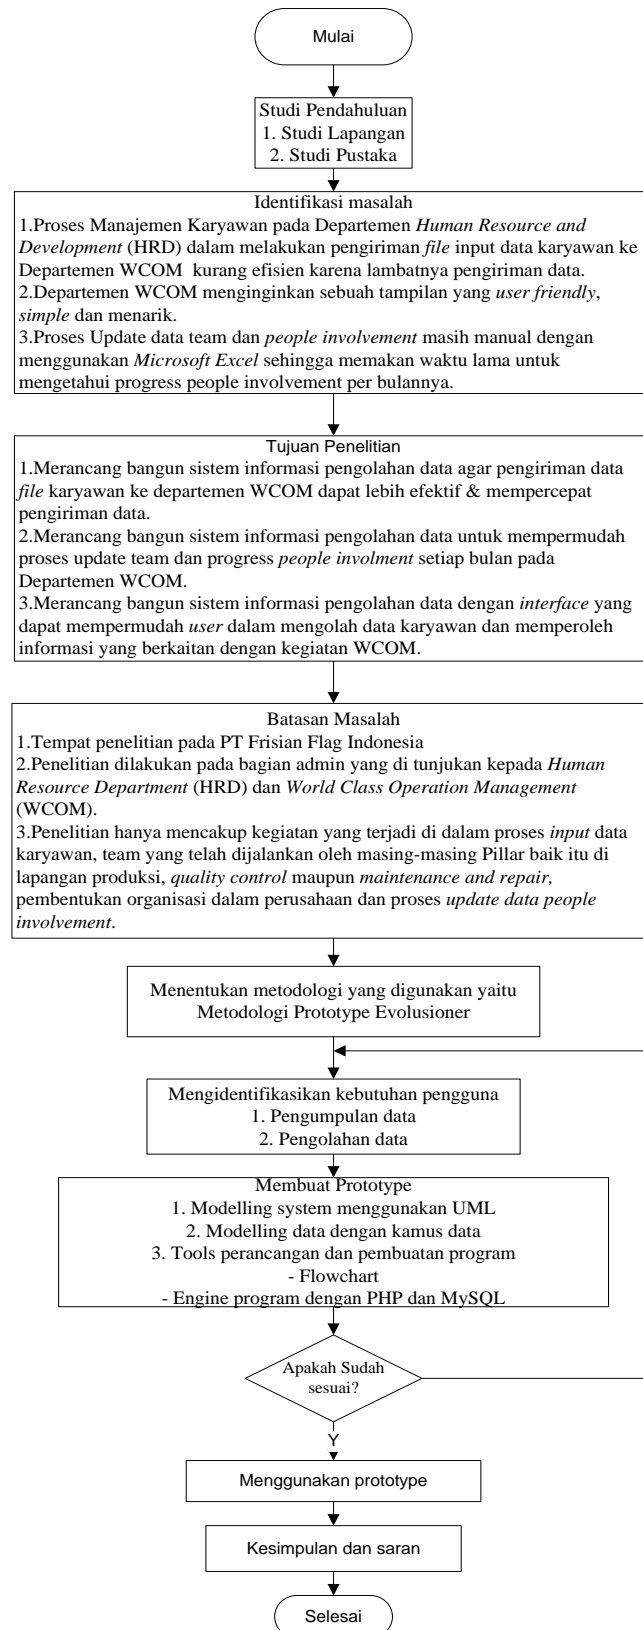 Mulai
Studi Pendahuluan
1. Studi Lapangan
2. Studi Pustaka
Identifikasi masalah
1.Proses Manajemen Karyawan pada Departemen Human Resource and
Development (HRD) dalam melakukan pengiriman file input data karyawan ke
Departemen WCOM kurang efisien karena lambatnya pengiriman data.
2.Departemen WCOM menginginkan sebuah tampilan yang user friendly,
simple dan menarik.
3.Proses Update data team dan people involvement masih manual dengan
menggunakan Microsoft Excel sehingga memakan waktu lama untuk
mengetahui progress people involvement per bulannya.
Tujuan Penelitian
1.Merancang bangun sistem informasi pengolahan data agar pengiriman data
file karyawan ke departemen WCOM dapat lebih efektif & mempercepat
pengiriman data.
2.Merancang bangun sistem informasi pengolahan data untuk mempermudah
proses update team dan progress people involment setiap bulan pada
Departemen WCOM.
3.Merancang bangun sistem informasi pengolahan data dengan interface yang
dapat mempermudah user dalam mengolah data karyawan dan memperoleh
informasi yang berkaitan dengan kegiatan WCOM.
Batasan Masalah
1.Tempat penelitian pada PT Frisian Flag Indonesia
2.Penelitian dilakukan pada bagian admin yang di tunjukan kepada Human
Resource Department (HRD) dan World Class Operation Management
(WCOM).
3.Penelitian hanya mencakup kegiatan yang terjadi di dalam proses input data
karyawan, team yang telah dijalankan oleh masing-masing Pillar baik itu di
lapangan produksi, quality control maupun maintenance and repair,
pembentukan organisasi dalam perusahaan dan proses update data people
involvement.
Menentukan metodologi yang digunakan yaitu
Metodologi Prototype Evolusioner
Mengidentifikasikan kebutuhan pengguna
1. Pengumpulan data
2. Pengolahan data
Membuat Prototype
1. Modelling system menggunakan UML
2. Modelling data dengan kamus data
3. Tools perancangan dan pembuatan program
- Flowchart
- Engine program dengan PHP dan MySQL
Apakah Sudah
sesuai?
Y
Menggunakan prototype
Kesimpulan dan saran
Selesai